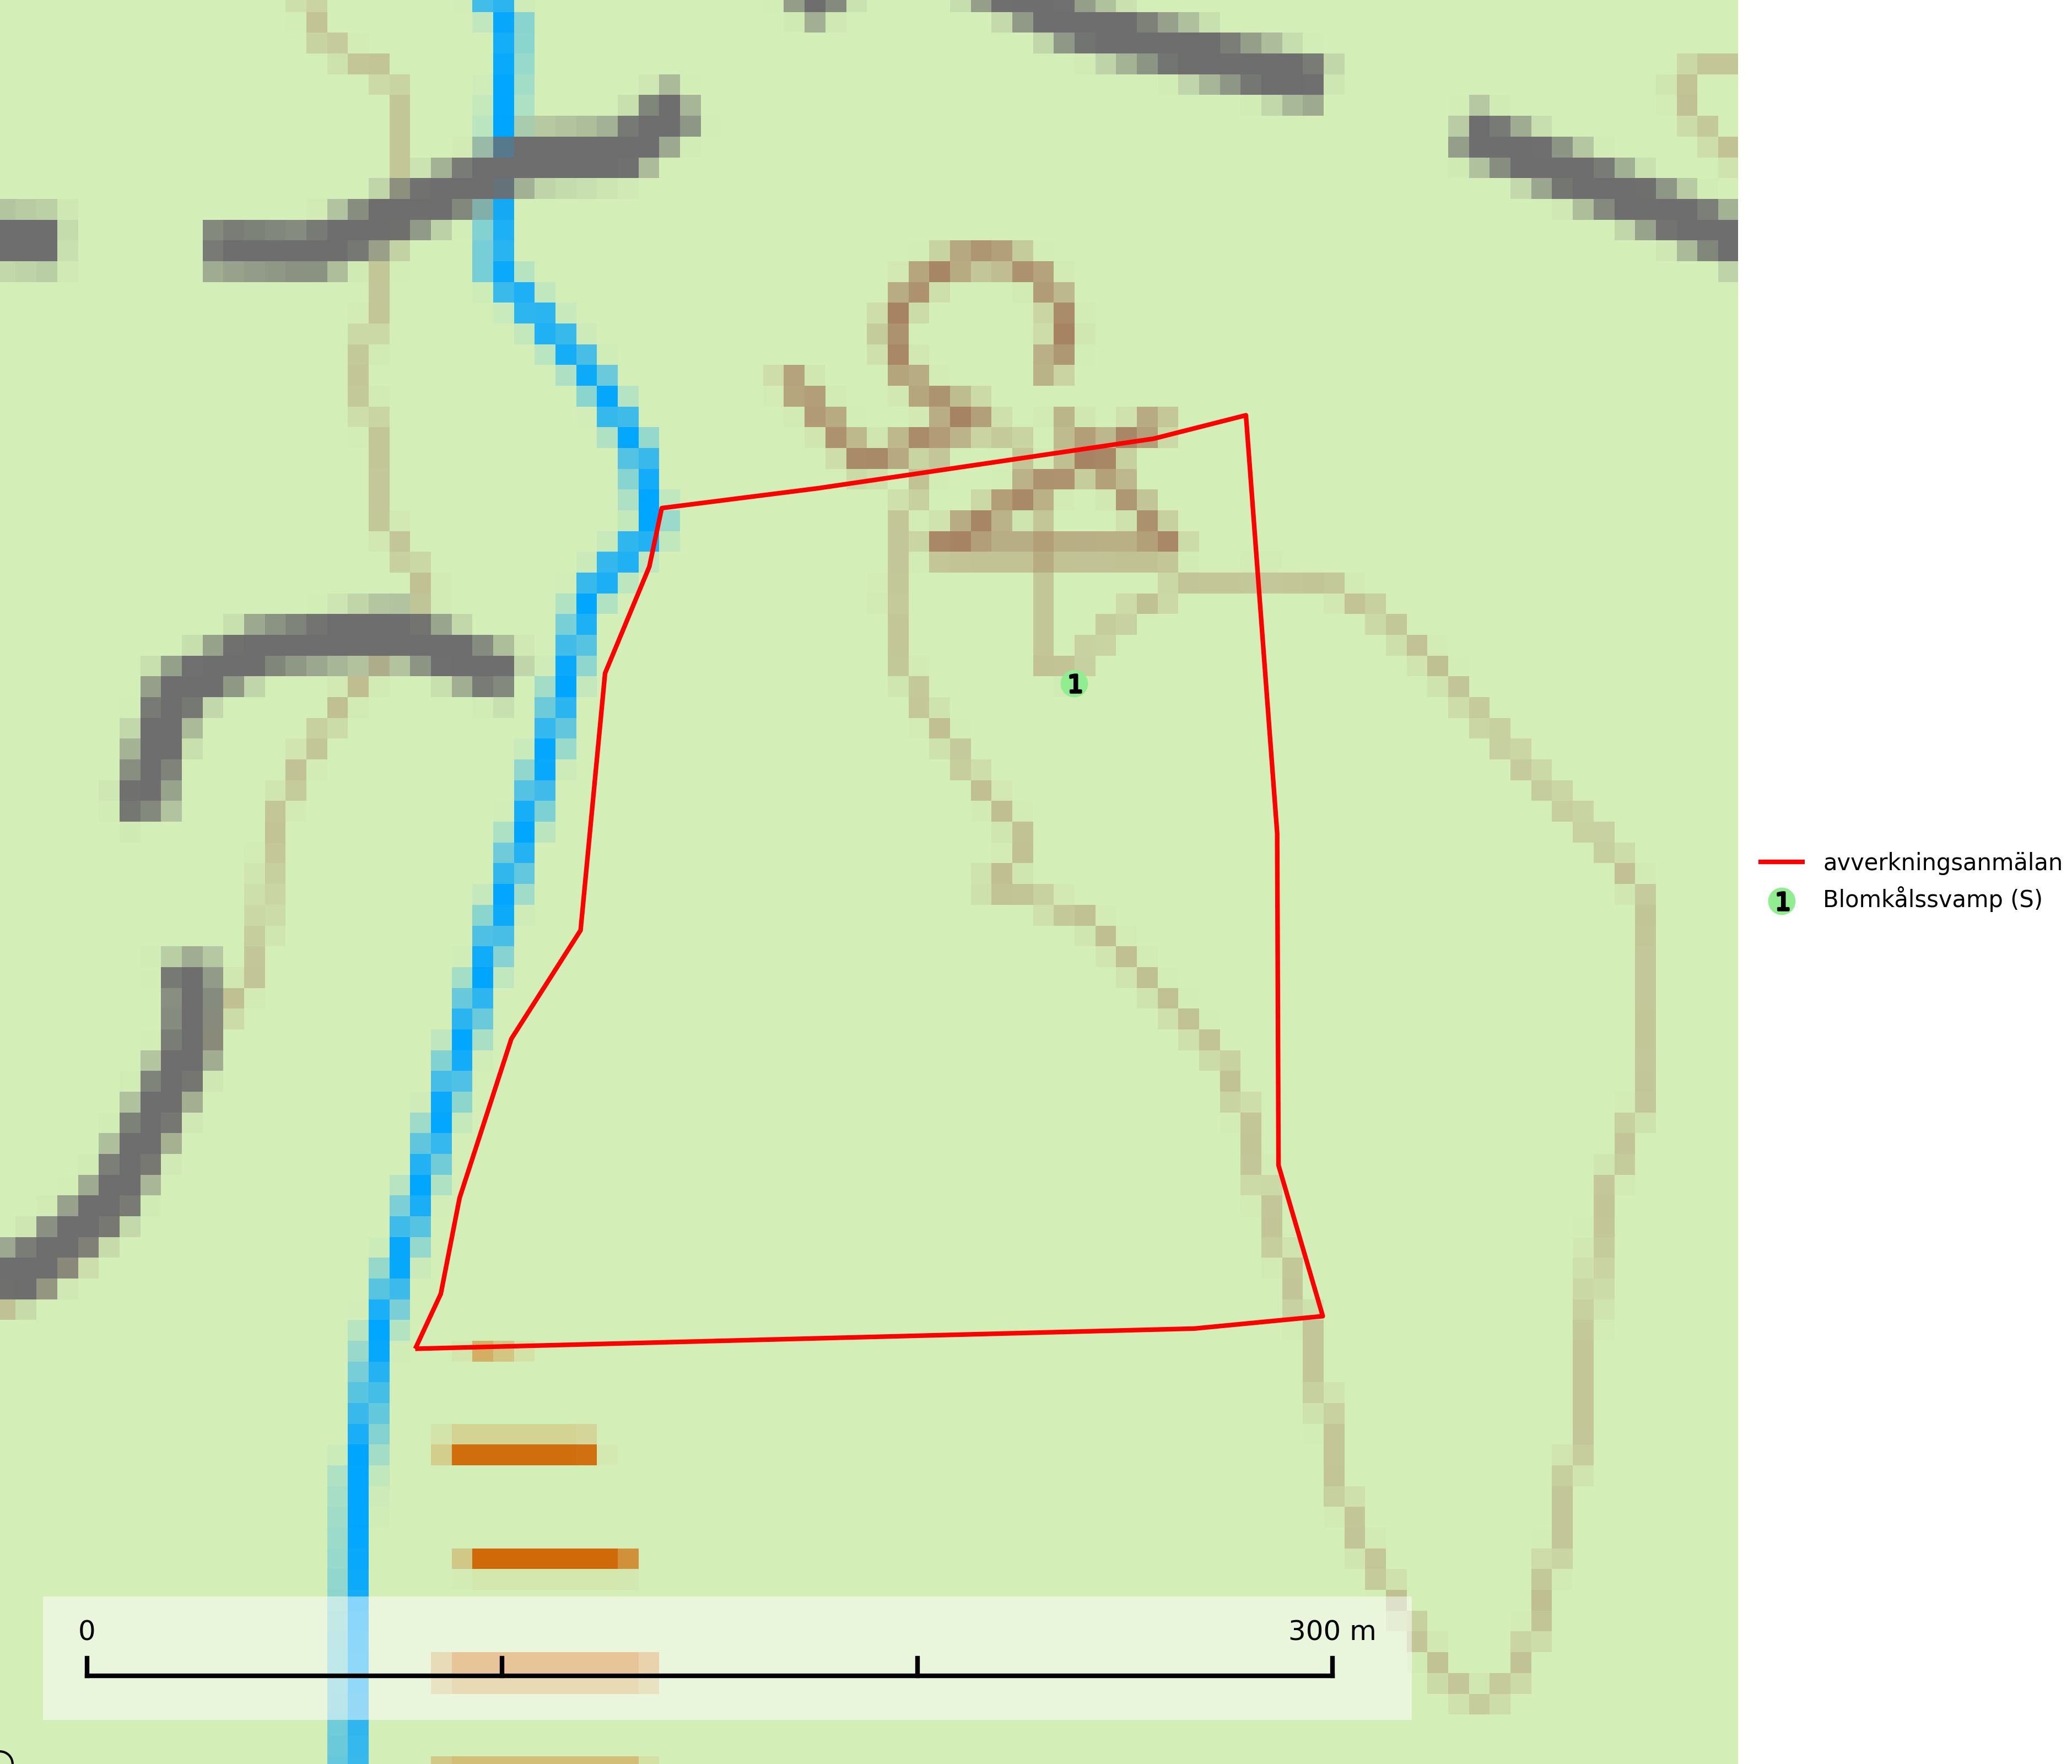 1
avverkningsanmälan
1 Blomkålssvamp (S)
0 300 m